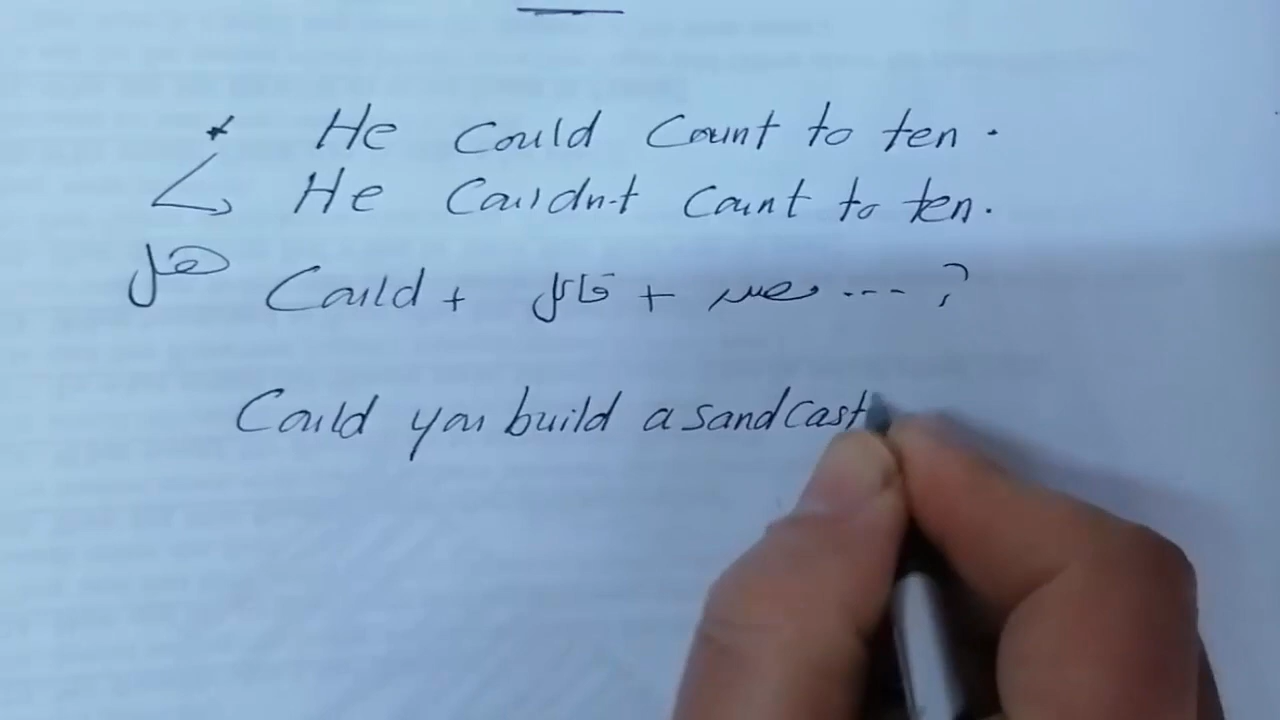 * He could count to ten.
He couldn't count to ten.
هل Could + فاعل + مصدر ... ?
Could you build a sandcast